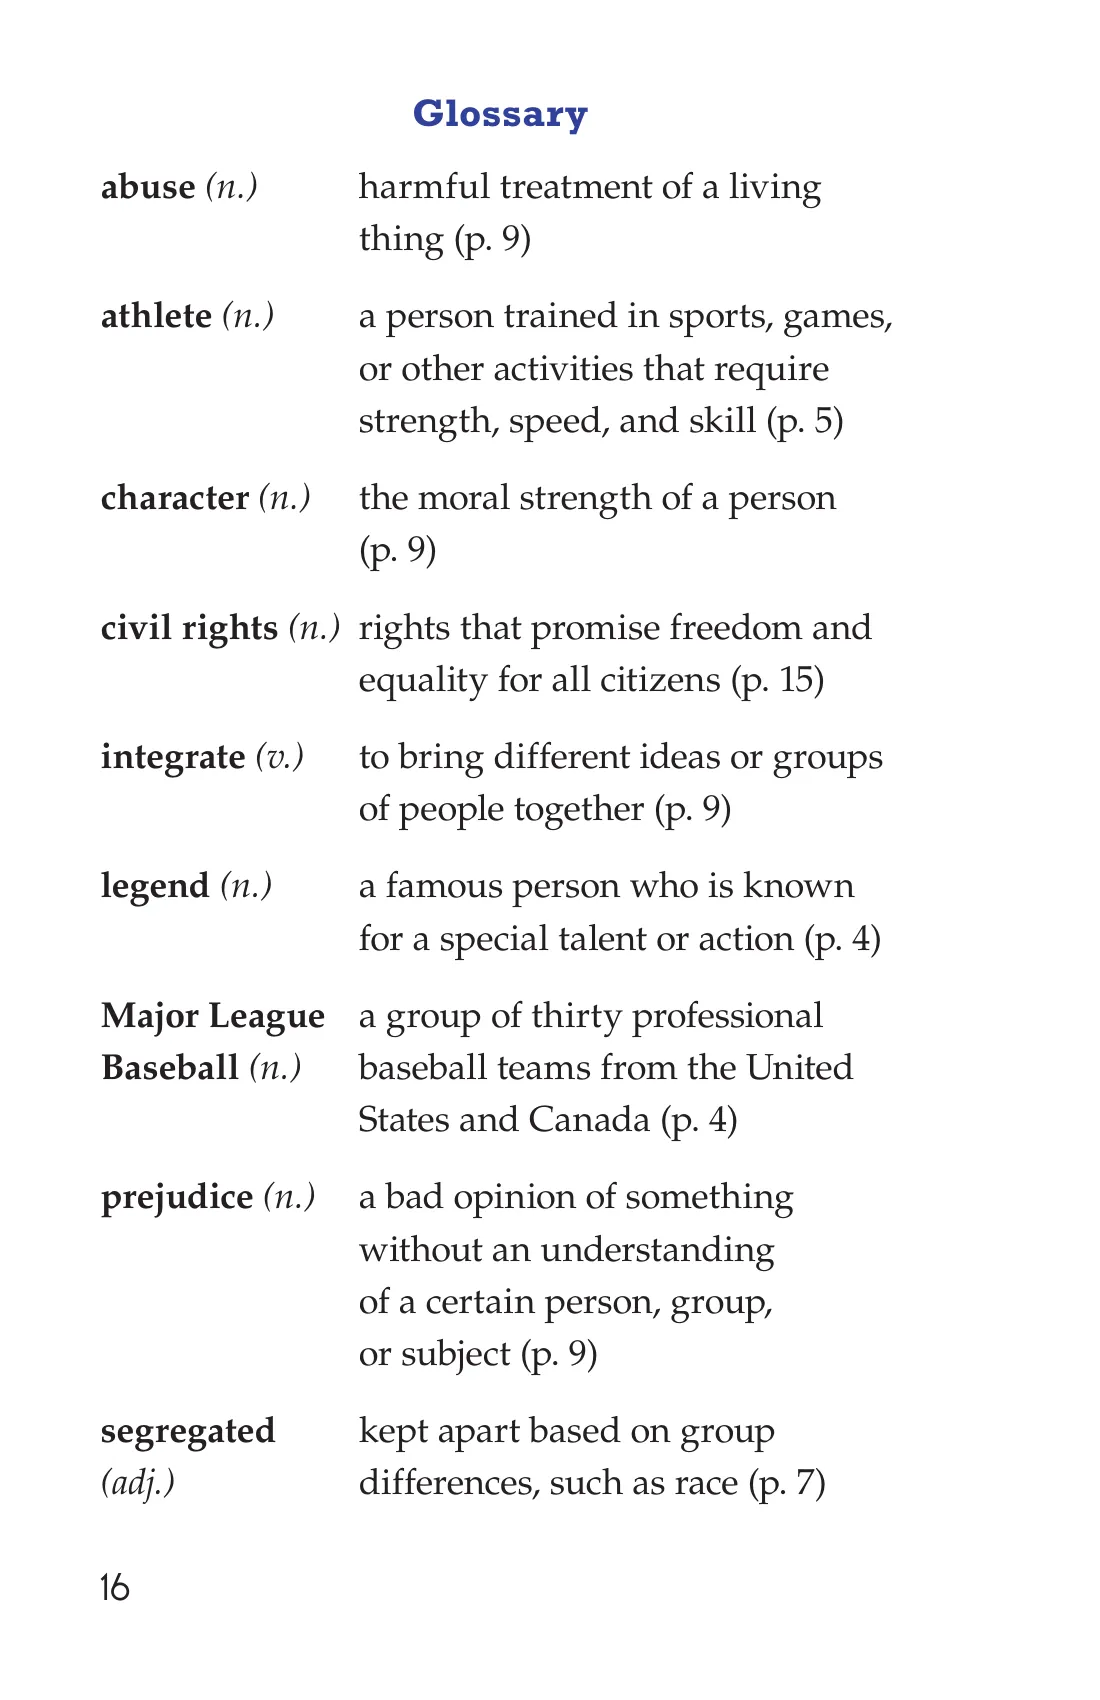 Glossary
abuse (n.) harmful treatment of a living
thing (p. 9)
athlete (n.) a person trained in sports, games,
or other activities that require
strength, speed, and skill (p. 5)
character (n.) the moral strength of a person
(p. 9)
civil rights (n.) rights that promise freedom and
equality for all citizens (p. 15)
integrate (v.) to bring different ideas or groups
of people together (p. 9)
legend (n.) a famous person who is known
for a special talent or action (p. 4)
Major League a group of thirty professional
Baseball (n.) baseball teams from the United
States and Canada (p. 4)
prejudice (n.) a bad opinion of something
without an understanding
of a certain person, group,
or subject (p. 9)
segregated kept apart based on group
(adj.) differences, such as race (p. 7)
16